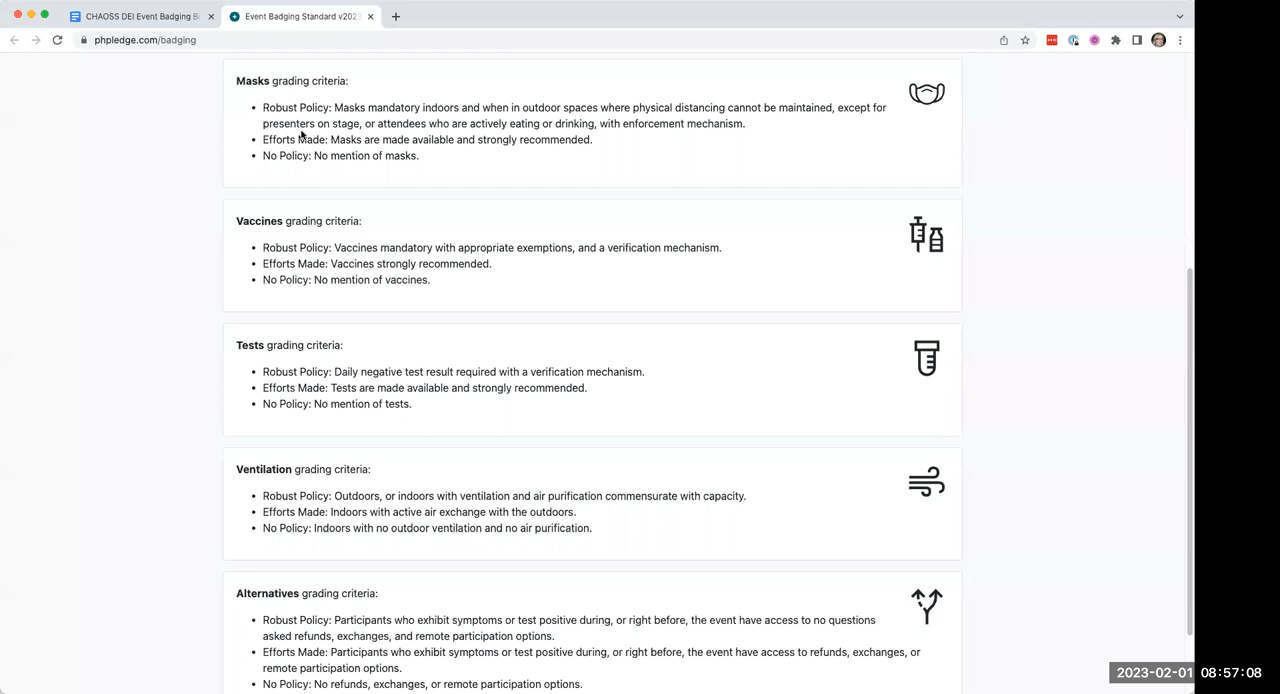 CHAOSS DEI Event Badging B
Event Badging Standard v2023
phpledge.com/badging
Masks grading criteria:
• Robust Policy: Masks mandatory indoors and when in outdoor spaces where physical distancing cannot be maintained, except for
presenters on stage, or attendees who are actively eating or drinking, with enforcement mechanism.
• Efforts Made: Masks are made available and strongly recommended.
• No Policy: No mention of masks.
Vaccines grading criteria:
• Robust Policy: Vaccines mandatory with appropriate exemptions, and a verification mechanism.
• Efforts Made: Vaccines strongly recommended.
• No Policy: No mention of vaccines.
Tests grading criteria:
• Robust Policy: Daily negative test result required with a verification mechanism.
• Efforts Made: Tests are made available and strongly recommended.
• No Policy: No mention of tests.
Ventilation grading criteria:
• Robust Policy: Outdoors, or indoors with ventilation and air purification commensurate with capacity.
• Efforts Made: Indoors with active air exchange with the outdoors.
• No Policy: Indoors with no outdoor ventilation and no air purification.
Alternatives grading criteria:
• Robust Policy: Participants who exhibit symptoms or test positive during, or right before, the event have access to no questions
asked refunds, exchanges, and remote participation options.
• Efforts Made: Participants who exhibit symptoms or test positive during, or right before, the event have access to refunds, exchanges, or
remote participation options.
• No Policy: No refunds, exchanges, or remote participation options.
2023-02-01 08:57:08